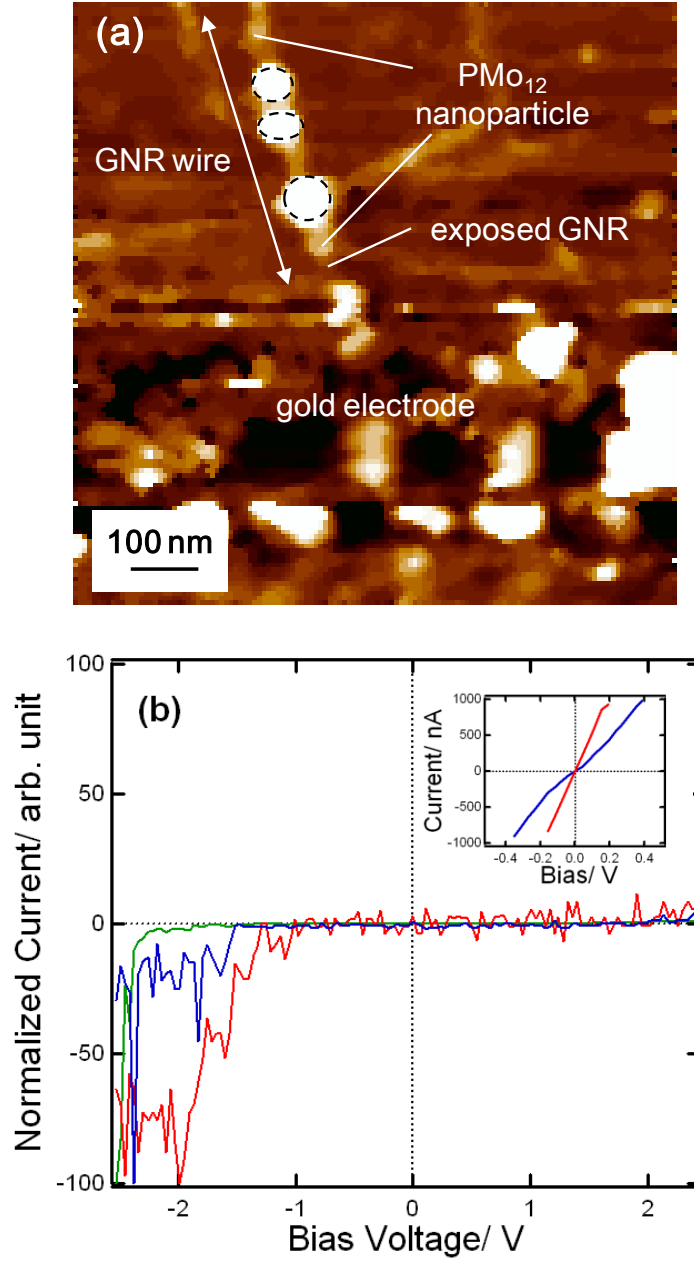 (a)
PMo₁₂
nanoparticle
GNR wire
exposed GNR
gold electrode
100 nm
(b)
Normalized Current/ arb. unit
100
50
0
-50
-100
-2
-1
0
1
2
Bias Voltage/ V
Current/ nA
1000
500
0
-500
-1000
-0.4
-0.2
0.0
0.2
0.4
Bias/ V